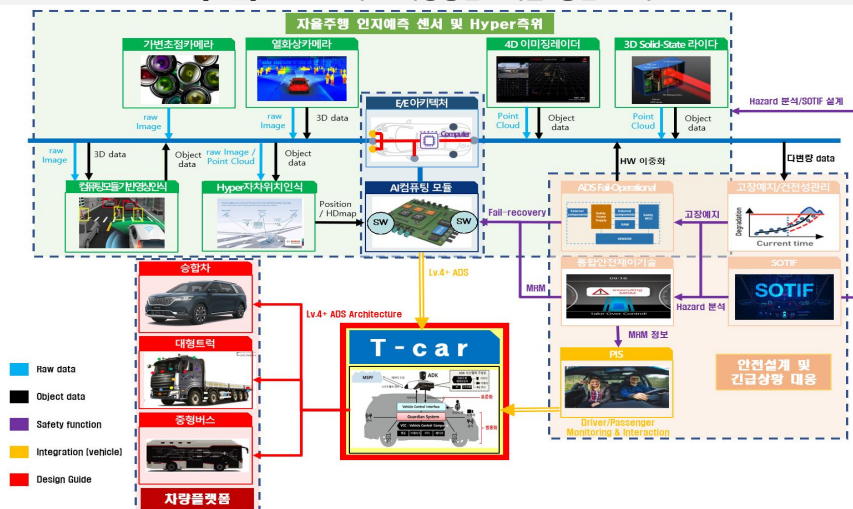 자율주행 인지예측 센서 및 Hyper측위
가변초점카메라
열화상카메라
4D 이미징레이더
3D Solid-State 라이다
E/E 아키텍처
Computer
raw
Image
raw
Image
3D data
Point
Cloud
Object
data
Point
Cloud
Object
data
Hazard 분석/SOTIF 설계
raw
Image
3D data
Object
data
raw Image /
Point Cloud
Object
data
HW 이중화
다변량 data
컴퓨팅모듈기반영상인식
Hyper자차위치인식
Position
/ HDmap
AI컴퓨팅 모듈
SW
SW
Fail-recovery
ADS Fail-Operational
고장예지
고장예지/건전성관리
Degradation
Current time
MRM
통합안전제어기술
Take Over Control!
Hazard 분석
SOTIF
SOTIF
Lv.4+ ADS
MRM 정보
승합차
Lv.4+ ADS Architecture
대형트럭
중형버스
차량플랫폼
T-car
MSPF
ADK
Vehicle Control Interface
Guardian System
PIS
Driver/Passenger
Monitoring & Interaction
안전설계 및
긴급상황 대응
Raw data
Object data
Safety function
Integration (vehicle)
Design Guide